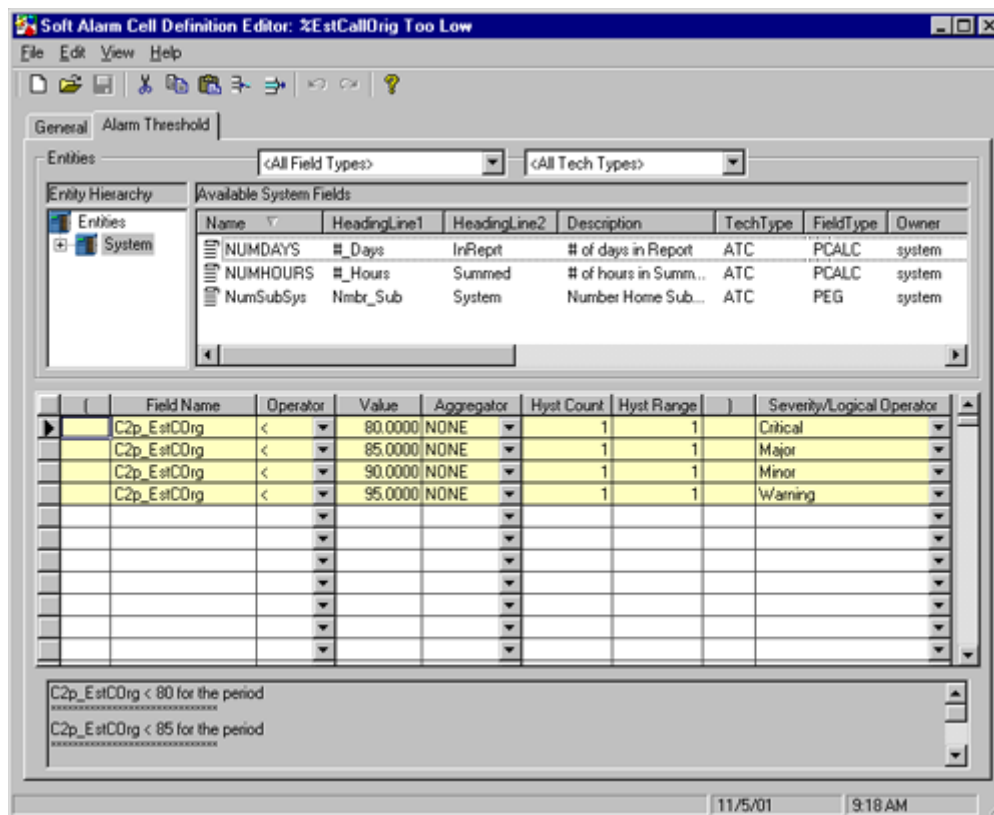 Soft Alarm Cell Definition Editor: %EstCallOrig Too Low
File Edit View Help
General Alarm Threshold
Entities <All Field Types> <All Tech Types>
Entity Hierarchy Available System Fields
Entities
System
Name HeadingLine1 HeadingLine2 Description TechType FieldType Owner
NUMDAYS #_Days InReprt # of days in Report ATC PCALC system
NUMHOURS #_Hours Summed # of hours in Summ... ATC PCALC system
NumSubSys Nmbr_Sub System Number Home Sub... ATC PEG system
( Field Name Operator Value Aggregator Hyst Count Hyst Range ) Severity/Logical Operator
C2p_EstCOrg < 80.0000 NONE 1 1 Critical
C2p_EstCOrg < 85.0000 NONE 1 1 Major
C2p_EstCOrg < 90.0000 NONE 1 1 Minor
C2p_EstCOrg < 95.0000 NONE 1 1 Warning
C2p_EstCOrg < 80 for the period
C2p_EstCOrg < 85 for the period
11/5/01 9:18 AM